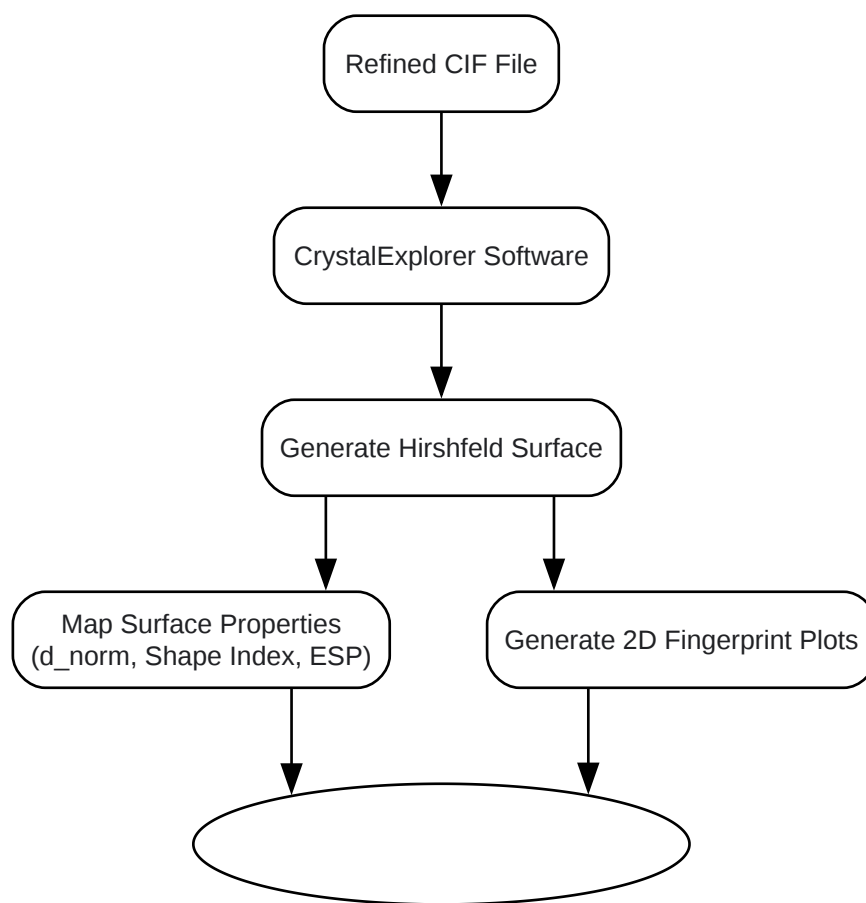 Refined CIF File
CrystalExplorer Software
Generate Hirshfeld Surface
Map Surface Properties
(d_norm, Shape Index, ESP)
Generate 2D Fingerprint Plots